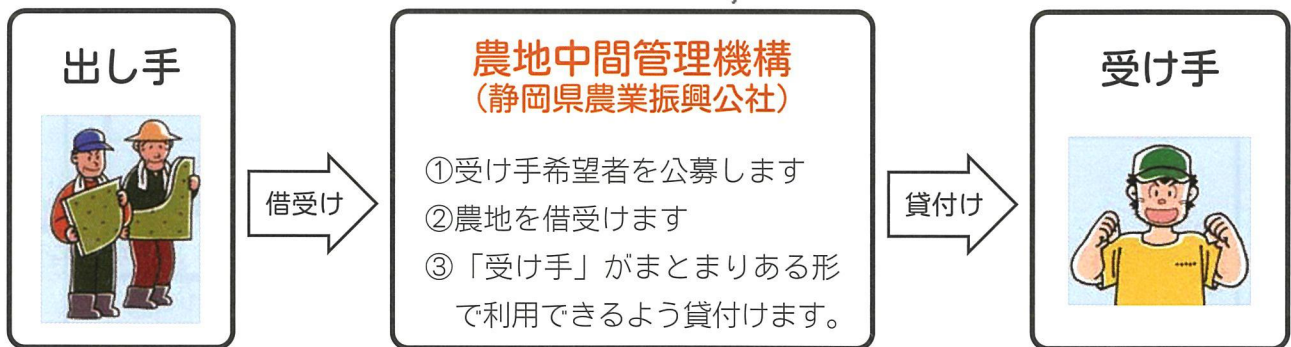 出し手
借受け
農地中間管理機構
（静岡県農業振興公社）
①受け手希望者を公募します
②農地を借受けます
③「受け手」がまとまりある形
で利用できるよう貸付けます。
貸付け
受け手